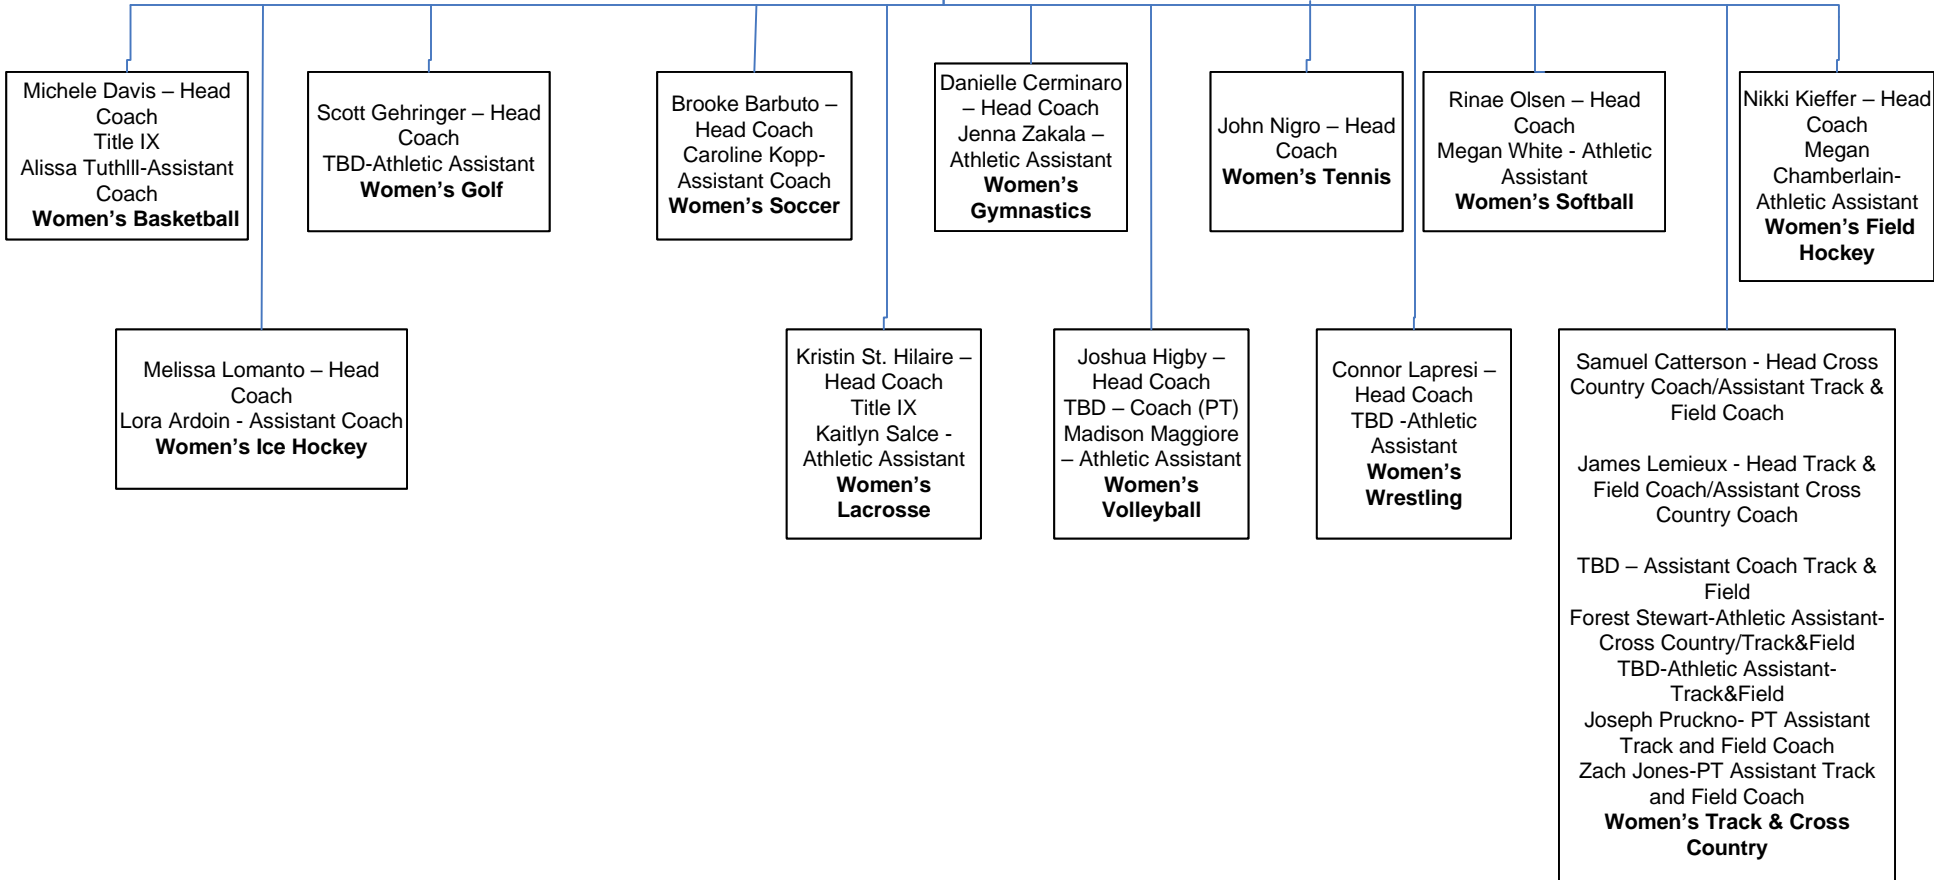 Michele Davis – Head
Coach
Title IX
Alissa Tuthlll-Assistant
Coach
Women's Basketball
Scott Gehringer – Head
Coach
TBD-Athletic Assistant
Women's Golf
Brooke Barbuto –
Head Coach
Caroline Kopp-
Assistant Coach
Women's Soccer
Danielle Cerminaro
– Head Coach
Jenna Zakala –
Athletic Assistant
Women's
Gymnastics
John Nigro – Head
Coach
Women's Tennis
Rinae Olsen – Head
Coach
Megan White - Athletic
Assistant
Women's Softball
Nikki Kieffer – Head
Coach
Megan
Chamberlain-
Athletic Assistant
Women's Field
Hockey
Melissa Lomanto – Head
Coach
Lora Ardoin - Assistant Coach
Women's Ice Hockey
Kristin St. Hilaire –
Head Coach
Title IX
Kaitlyn Salce -
Athletic Assistant
Women's
Lacrosse
Joshua Higby –
Head Coach
TBD – Coach (PT)
Madison Maggiore
– Athletic Assistant
Women's
Volleyball
Connor Lapresi –
Head Coach
TBD -Athletic
Assistant
Women's
Wrestling
Samuel Catterson - Head Cross
Country Coach/Assistant Track &
Field Coach
James Lemieux - Head Track &
Field Coach/Assistant Cross
Country Coach
TBD – Assistant Coach Track &
Field
Forest Stewart-Athletic Assistant-
Cross Country/Track&Field
TBD-Athletic Assistant-
Track&Field
Joseph Pruckno- PT Assistant
Track and Field Coach
Zach Jones-PT Assistant Track
and Field Coach
Women's Track & Cross
Country